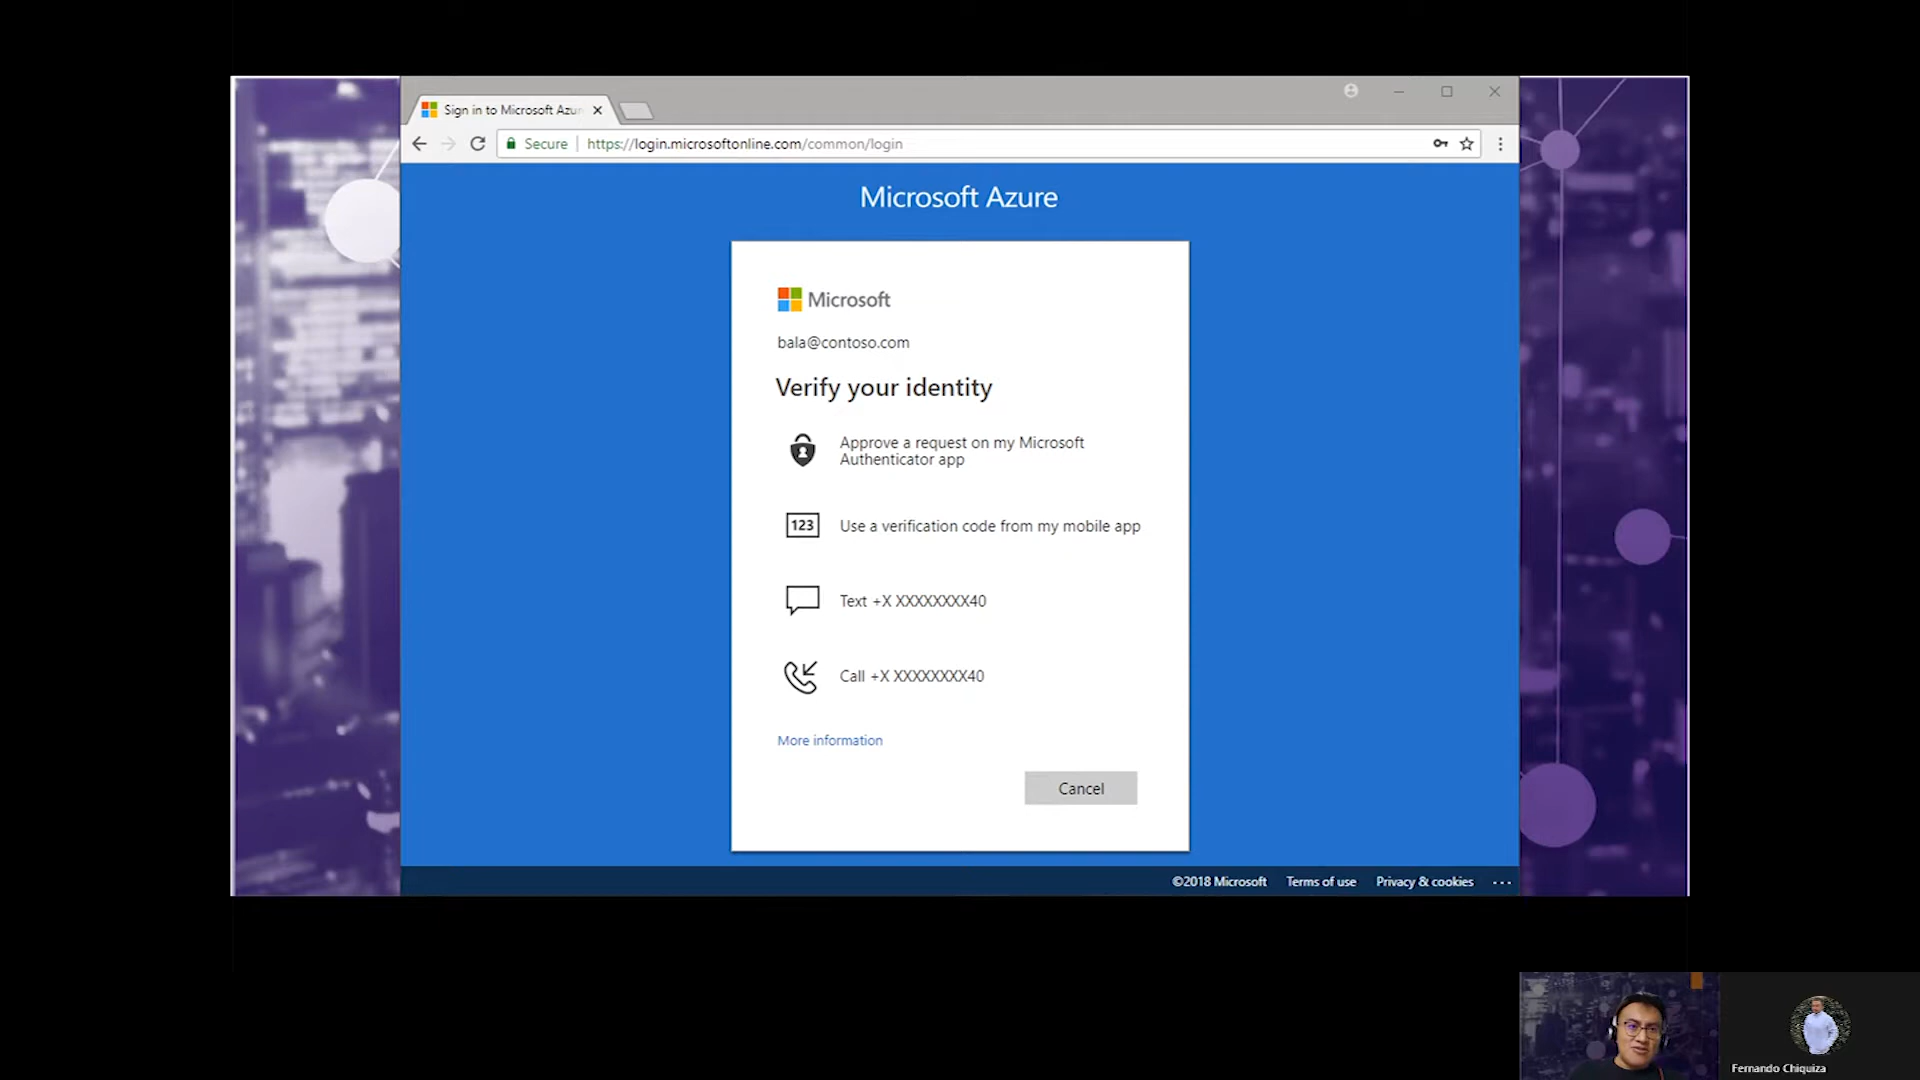 Sign in to Microsoft Azur
Secure
https://login.microsoftonline.com/common/login
Microsoft Azure
Microsoft
bala@contoso.com
Verify your identity
Approve a request on my Microsoft
Authenticator app
123
Use a verification code from my mobile app
Text +X XXXXXXXX40
Call +X XXXXXXXX40
More information
Cancel
©2018 Microsoft Terms of use Privacy & cookies ...
Fernando Chiquiza